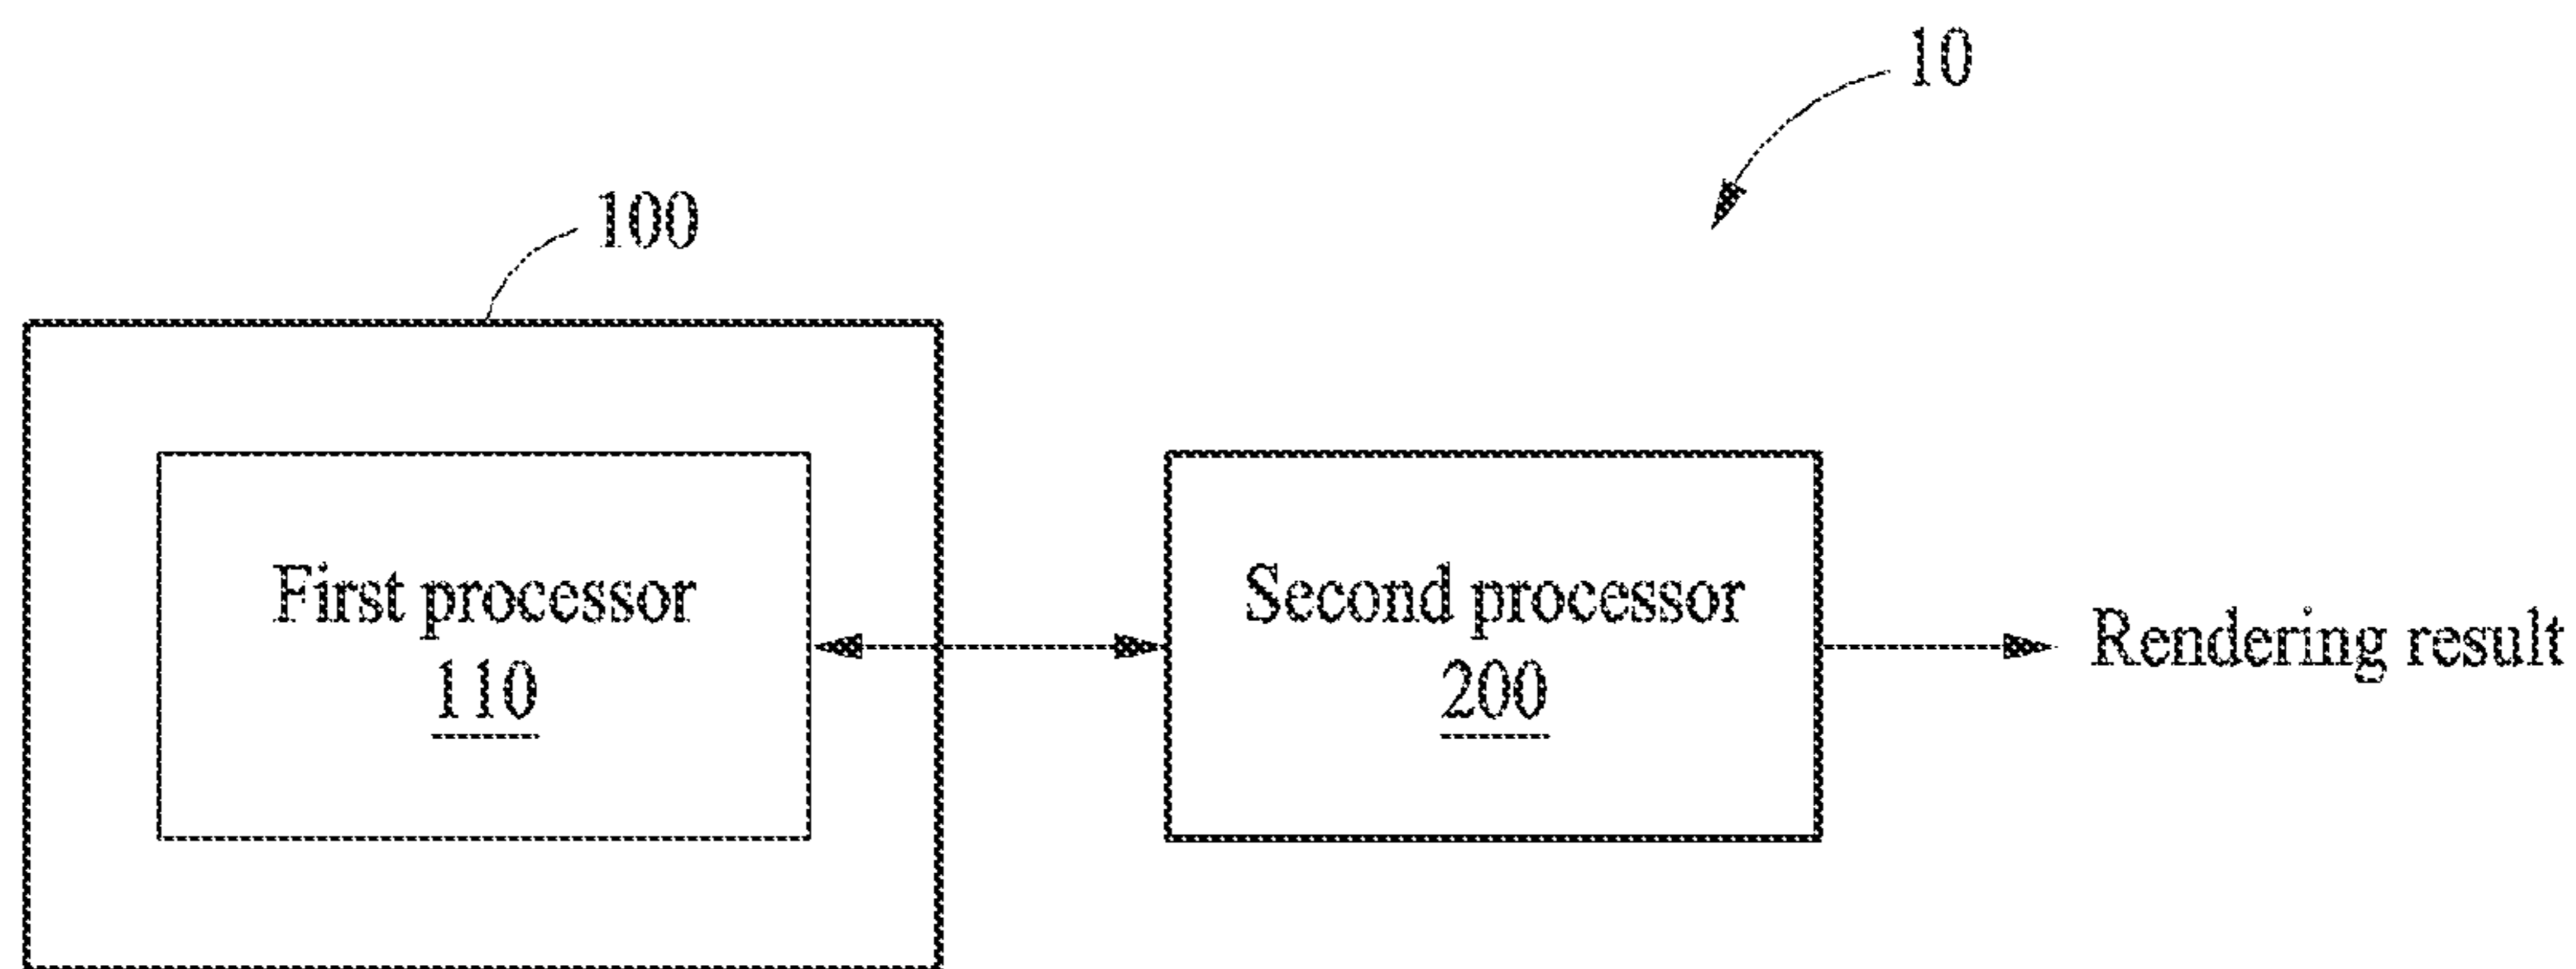 10
100
First processor
110
Second processor
200
Rendering result